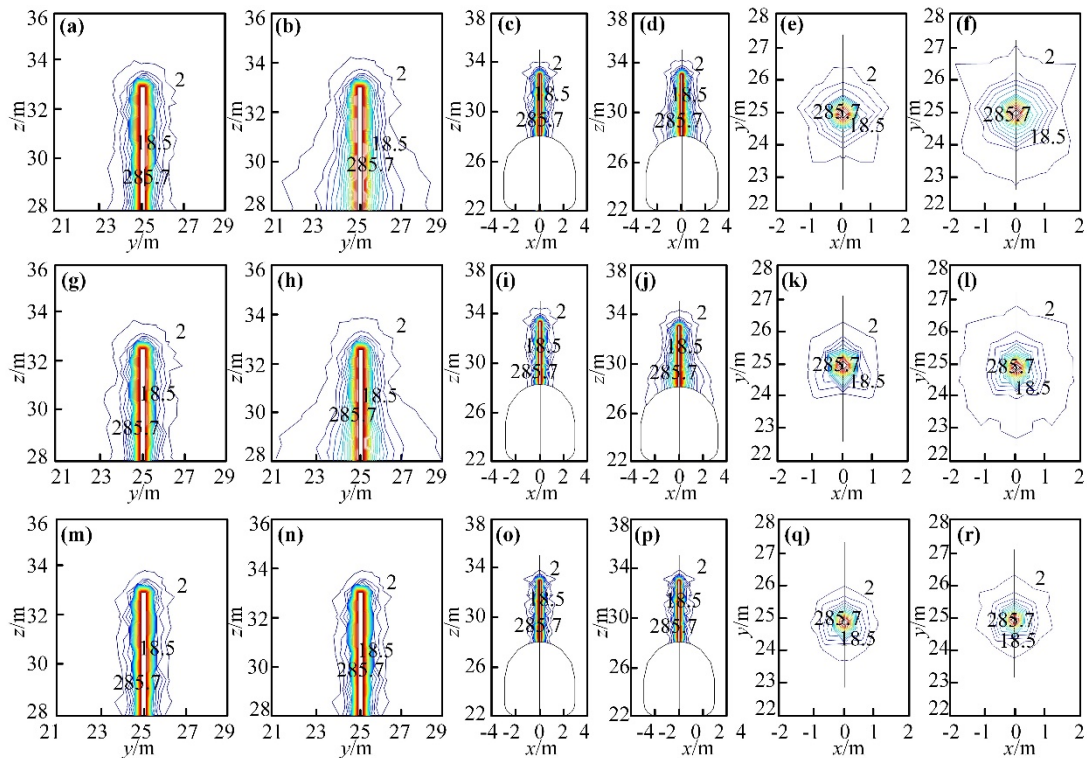 (a)
36
34
32
30
28
z/m
2
18.5
285.7
21 23 25 27 29
y/m
(b)
36
34
32
30
28
z/m
2
18.5
285.7
21 23 25 27 29
y/m
(c)
38
34
30
26
22
z/m
2
18.5
285.7
-4 -2 0 2 4
x/m
(d)
38
34
30
26
22
z/m
2
18.5
285.7
-4 -2 0 2 4
x/m
(e)
28
27
26
25
24
23
22
y/m
2
285.7
18.5
-2 -1 0 1 2
x/m
(f)
28
27
26
25
24
23
22
y/m
2
285.7
18.5
-2 -1 0 1 2
x/m
(g)
36
34
32
30
28
z/m
2
18.5
285.7
21 23 25 27 29
y/m
(h)
36
34
32
30
28
z/m
2
18.5
285.7
21 23 25 27 29
y/m
(i)
38
34
30
26
22
z/m
2
18.5
285.7
-4 -2 0 2 4
x/m
(j)
38
34
30
26
22
z/m
2
18.5
285.7
-4 -2 0 2 4
x/m
(k)
28
27
26
25
24
23
22
y/m
2
285.7
18.5
-2 -1 0 1 2
x/m
(l)
28
27
26
25
24
23
22
y/m
2
285.7
18.5
-2 -1 0 1 2
x/m
(m)
36
34
32
30
28
z/m
2
18.5
285.7
21 23 25 27 29
y/m
(n)
36
34
32
30
28
z/m
2
18.5
285.7
21 23 25 27 29
y/m
(o)
38
34
30
26
22
z/m
2
18.5
285.7
-4 -2 0 2 4
x/m
(p)
38
34
30
26
22
z/m
2
18.5
285.7
-4 -2 0 2 4
x/m
(q)
28
27
26
25
24
23
22
y/m
2
285.7
18.5
-2 -1 0 1 2
x/m
(r)
28
27
26
25
24
23
22
y/m
2
285.7
18.5
-2 -1 0 1 2
x/m